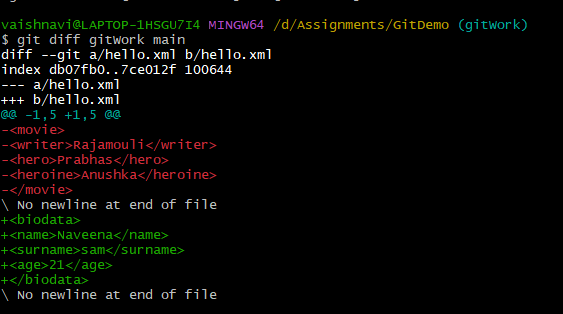 vaishnavi@LAPTOP-1HSGU7I4 MINGW64 /d/Assignments/GitDemo (gitWork)
$ git diff gitWork main
diff --git a/hello.xml b/hello.xml
index db07fb0..7ce012f 100644
--- a/hello.xml
+++ b/hello.xml
@@ -1,5 +1,5 @@
-<movie>
-<writer>Rajamouli</writer>
-<hero>Prabhas</hero>
-<heroine>Anushka</heroine>
-</movie>
\ No newline at end of file
+<biodata>
+<name>Naveena</name>
+<surname>sam</surname>
+<age>21</age>
+</biodata>
\ No newline at end of file